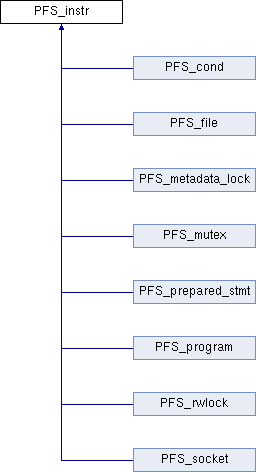 PFS_instr
PFS_cond
PFS_file
PFS_metadata_lock
PFS_mutex
PFS_prepared_stmt
PFS_program
PFS_rwlock
PFS_socket